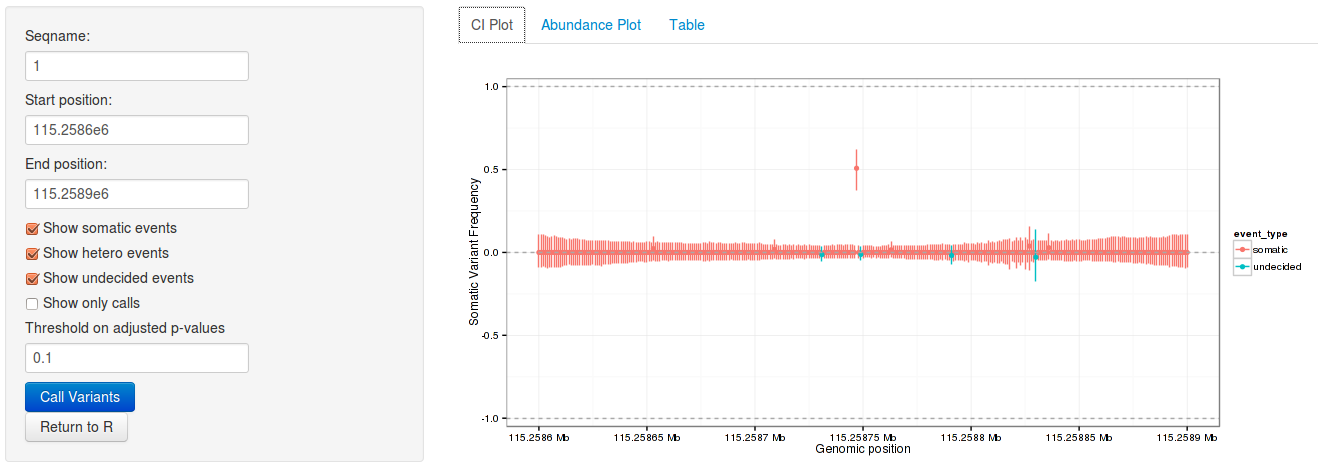 Seqname:
1
Start position:
115.2586e6
End position:
115.2589e6
Show somatic events
Show hetero events
Show undecided events
Show only calls
Threshold on adjusted p-values
0.1
Call Variants
Return to R
CI Plot Abundance Plot Table
1.0
0.5
0.0
-0.5
-1.0
Somatic Variant Frequency
115.2586 Mb 115.25865 Mb 115.2587 Mb 115.25875 Mb 115.2588 Mb 115.25885 Mb 115.2589 Mb
Genomic position
event_type
somatic
undecided